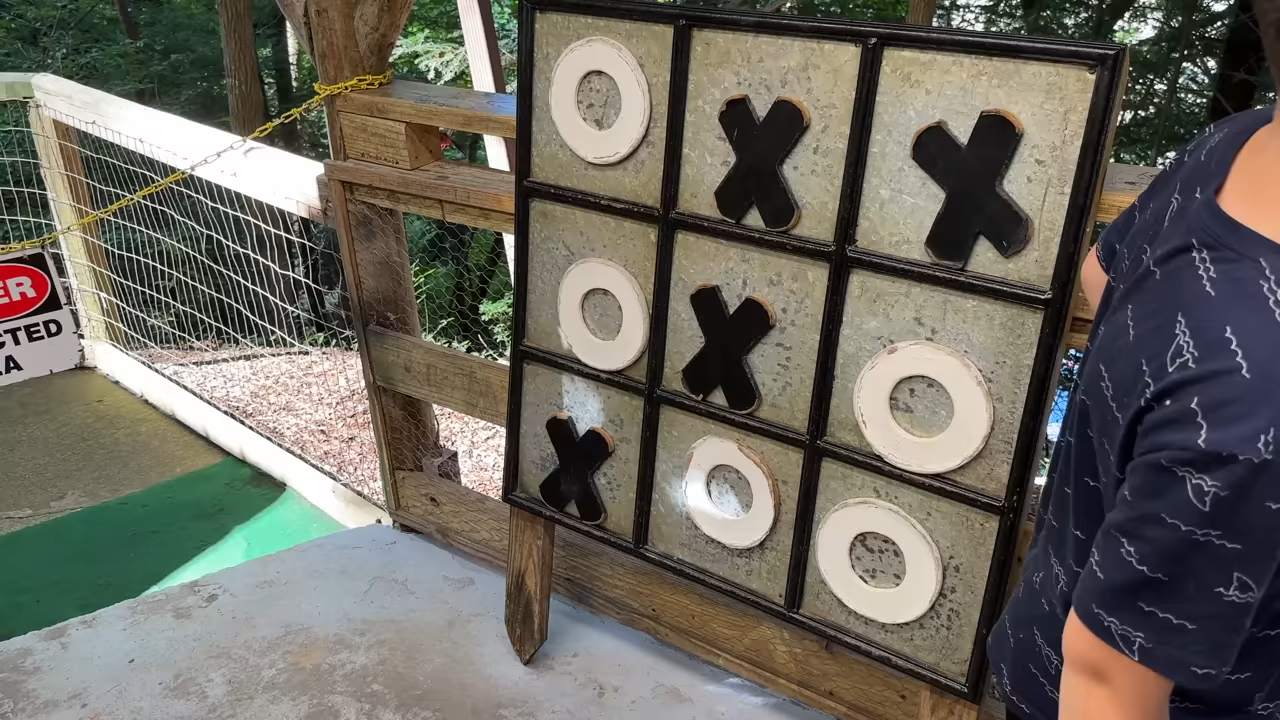 ER
CTED
A
O X X
O X O
X O O